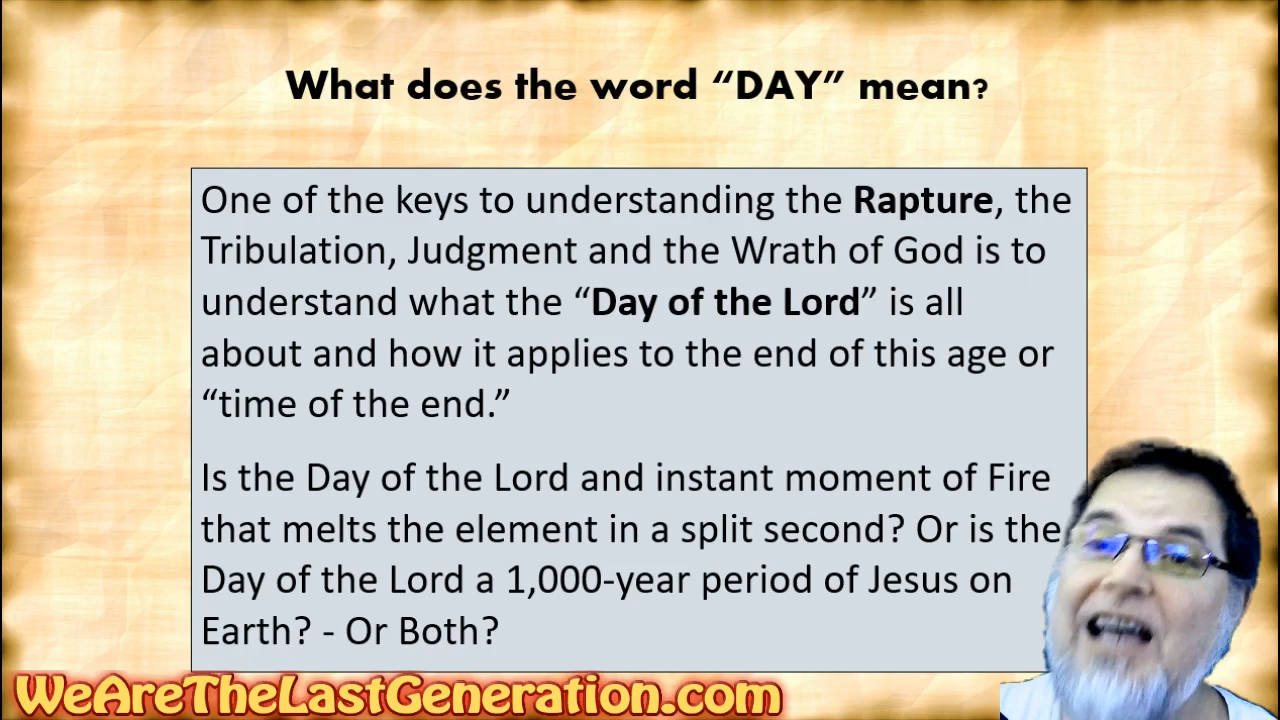 What does the word “DAY” mean?
One of the keys to understanding the Rapture, the
Tribulation, Judgment and the Wrath of God is to
understand what the “Day of the Lord” is all
about and how it applies to the end of this age or
“time of the end.”
Is the Day of the Lord and instant moment of Fire
that melts the element in a split second? Or is the
Day of the Lord a 1,000-year period of Jesus on
Earth? - Or Both?
WeAreTheLastGeneration.com